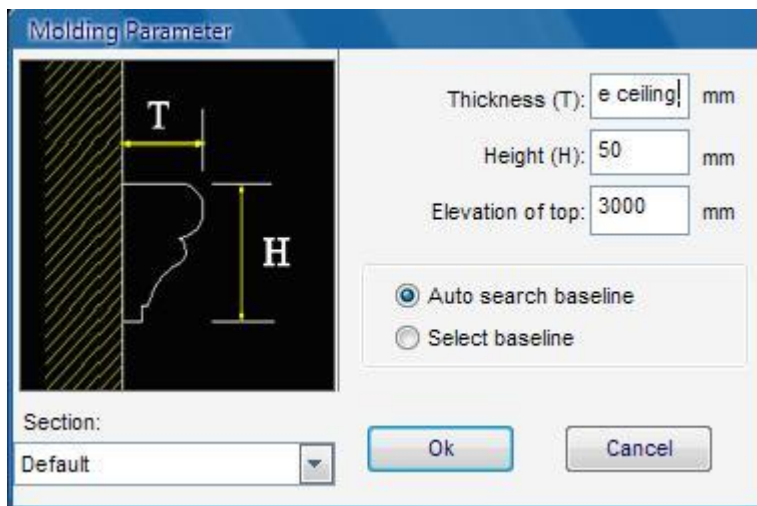 Molding Parameter
T
H
Thickness (T): e ceiling mm
Height (H): 50 mm
Elevation of top: 3000 mm
Auto search baseline
Select baseline
Section:
Default
Ok Cancel